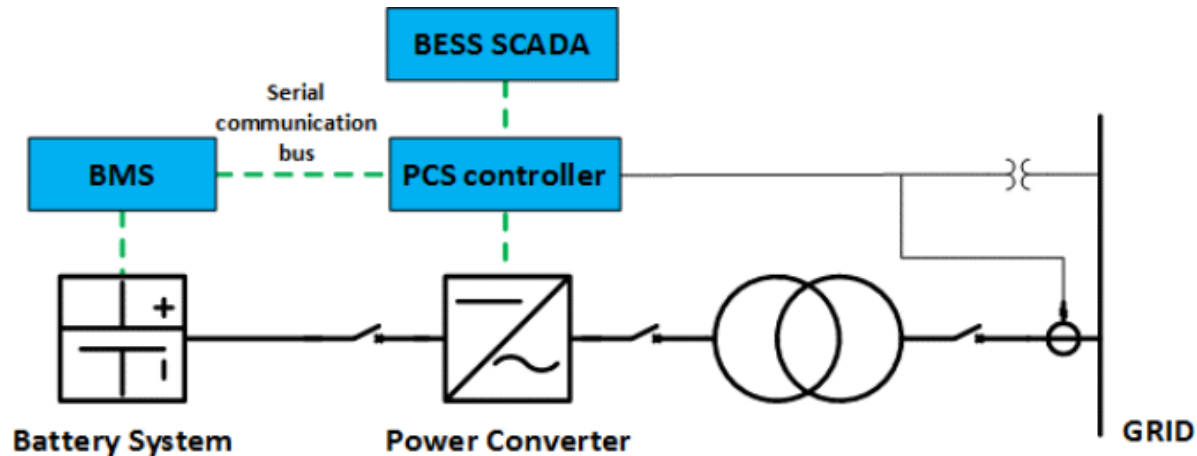 BESS SCADA
Serial
communication
bus
BMS
PCS controller
Battery System
Power Converter
GRID